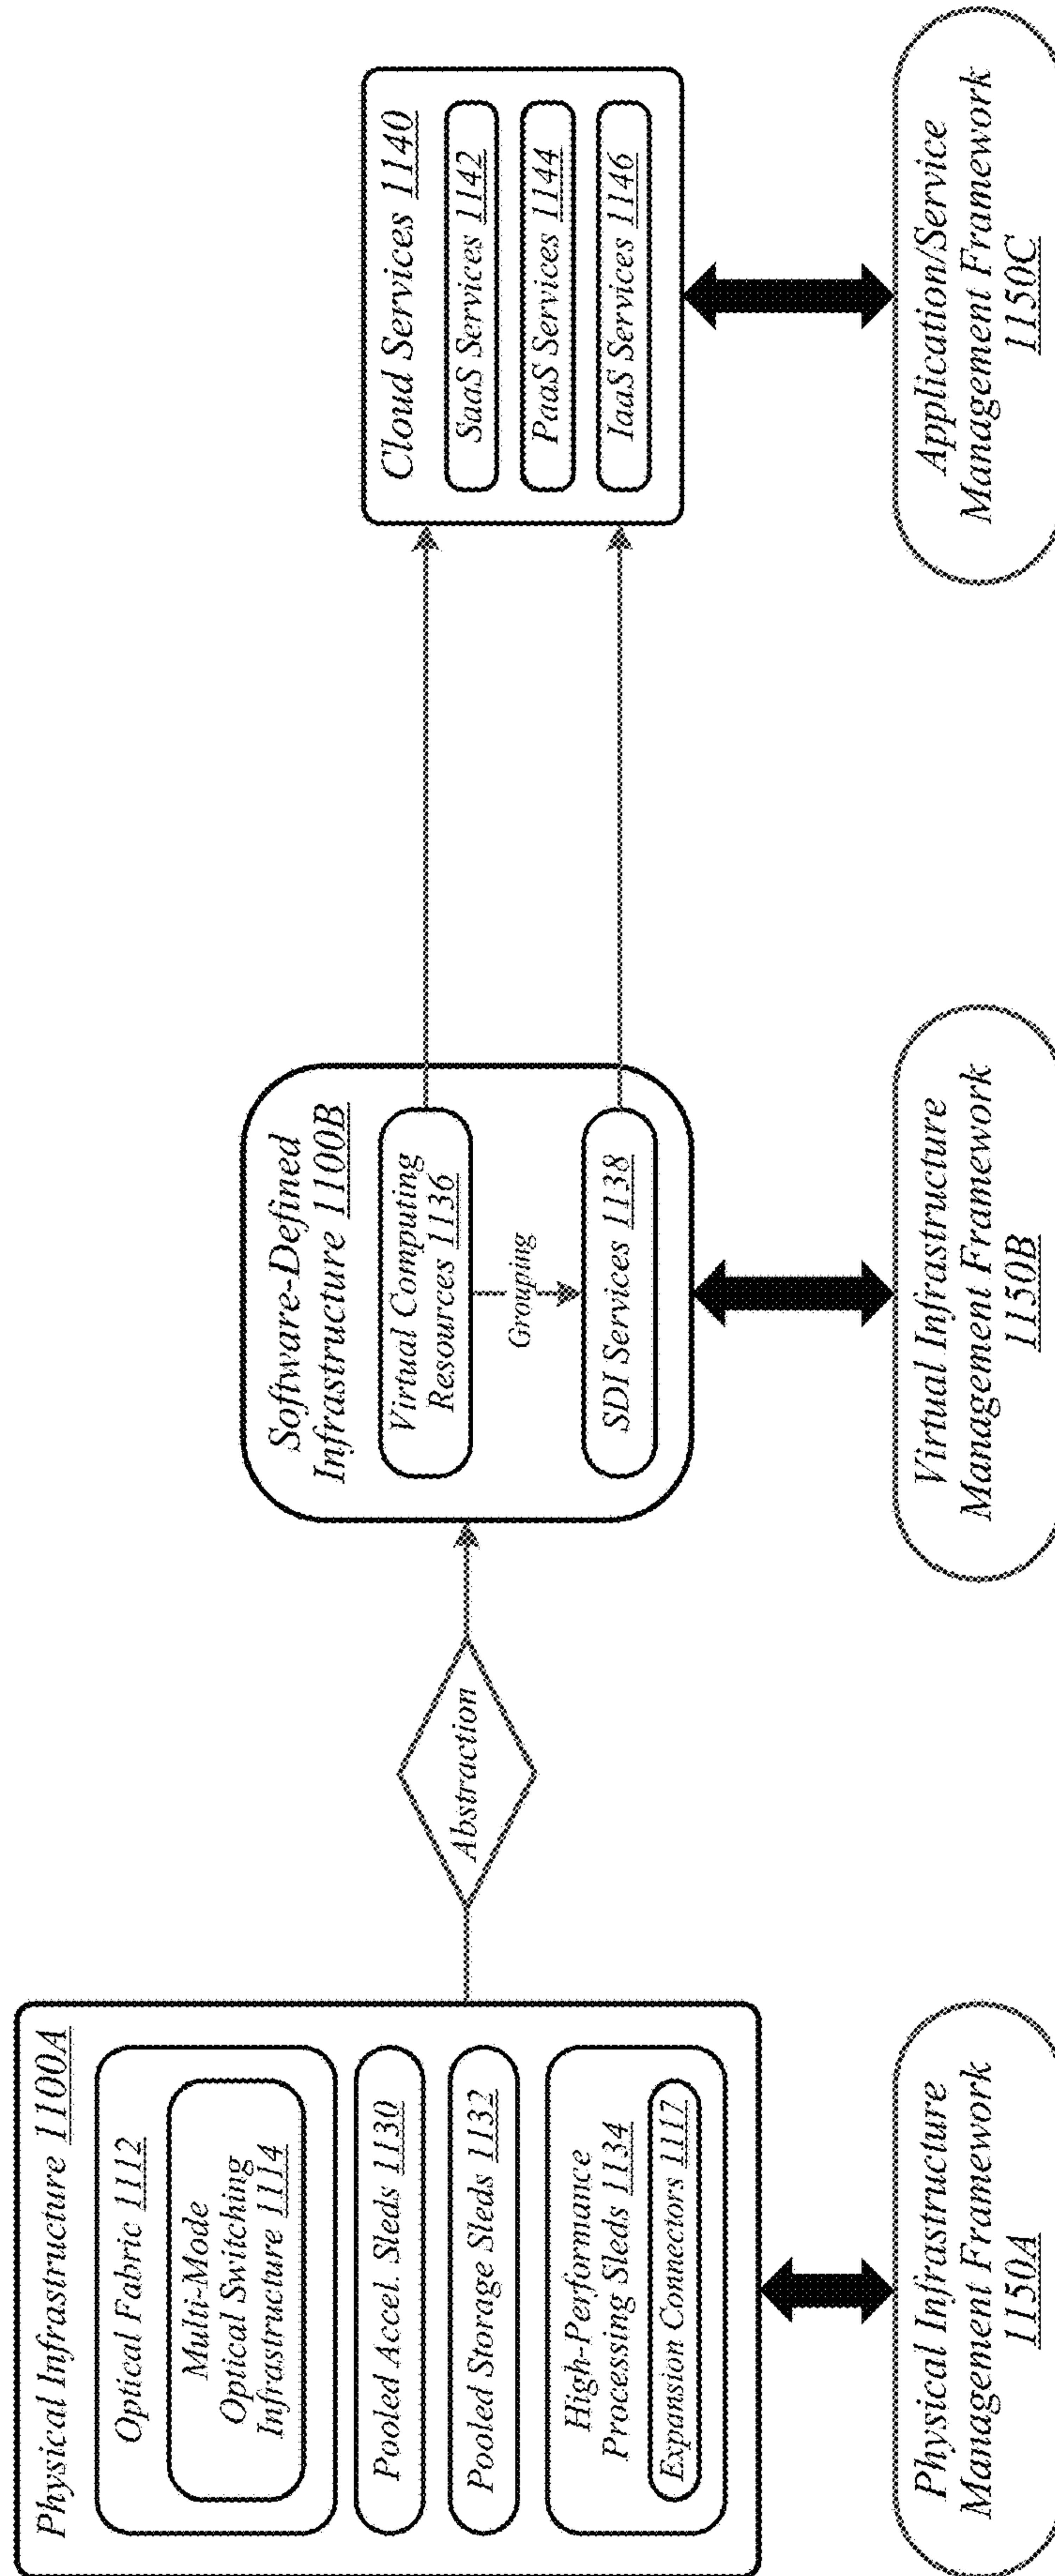 Physical Infrastructure 1100A
Optical Fabric 1112
Multi-Mode
Optical Switching
Infrastructure 1114
Pooled Accel. Sleds 1130
Pooled Storage Sleds 1132
High-Performance
Processing Sleds 1134
Expansion Connectors 1117
Physical Infrastructure
Management Framework
1150A
Abstraction
Software-Defined
Infrastructure 1100B
Virtual Computing
Resources 1136
Grouping
SDI Services 1138
Virtual Infrastructure
Management Framework
1150B
Cloud Services 1140
SaaS Services 1142
PaaS Services 1144
IaaS Services 1146
Application/Service
Management Framework
1150C